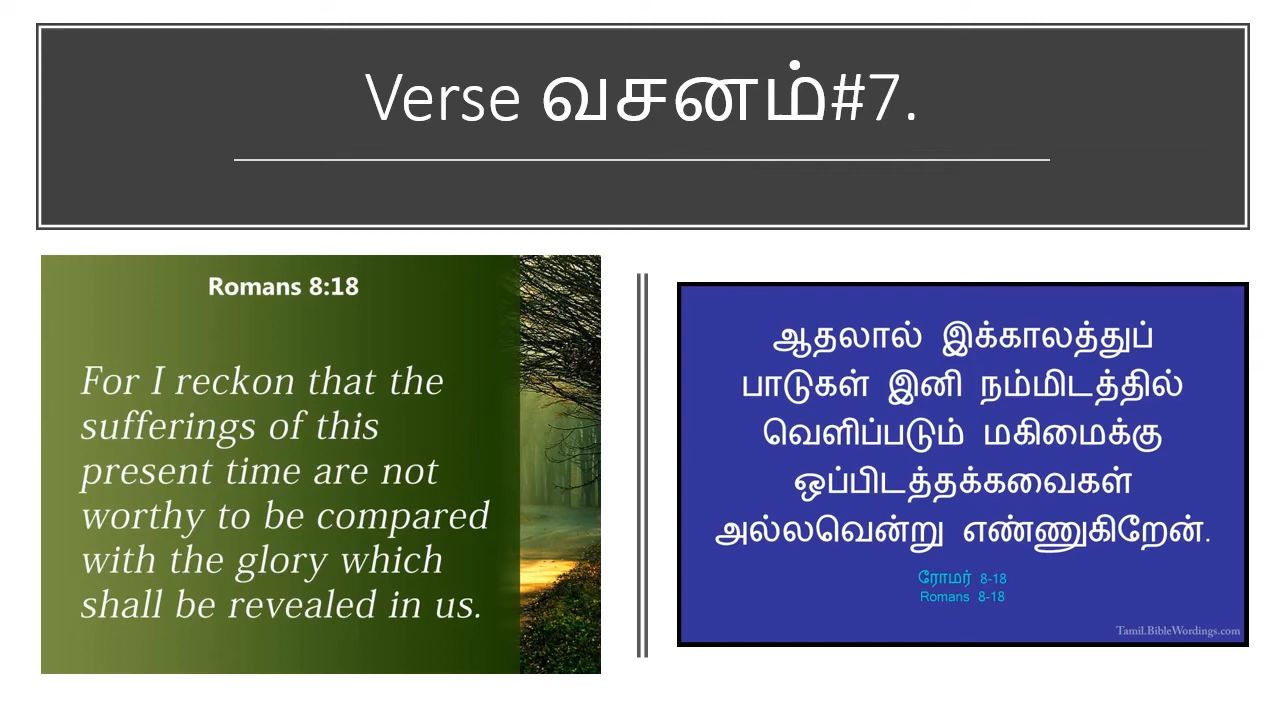 Verse வசனம்#7.
Romans 8:18
For I reckon that the
sufferings of this
present time are not
worthy to be compared
with the glory which
shall be revealed in us.
ஆதலால் இக்காலத்துப்
பாடுகள் இனி நம்மிடத்தில்
வெளிப்படும் மகிமைக்கு
ஒப்பிடத்தக்கவைகள்
அல்லவென்று எண்ணுகிறேன்.
ரோமர் 8-18
Romans 8-18
Tamil.BibleWordings.com